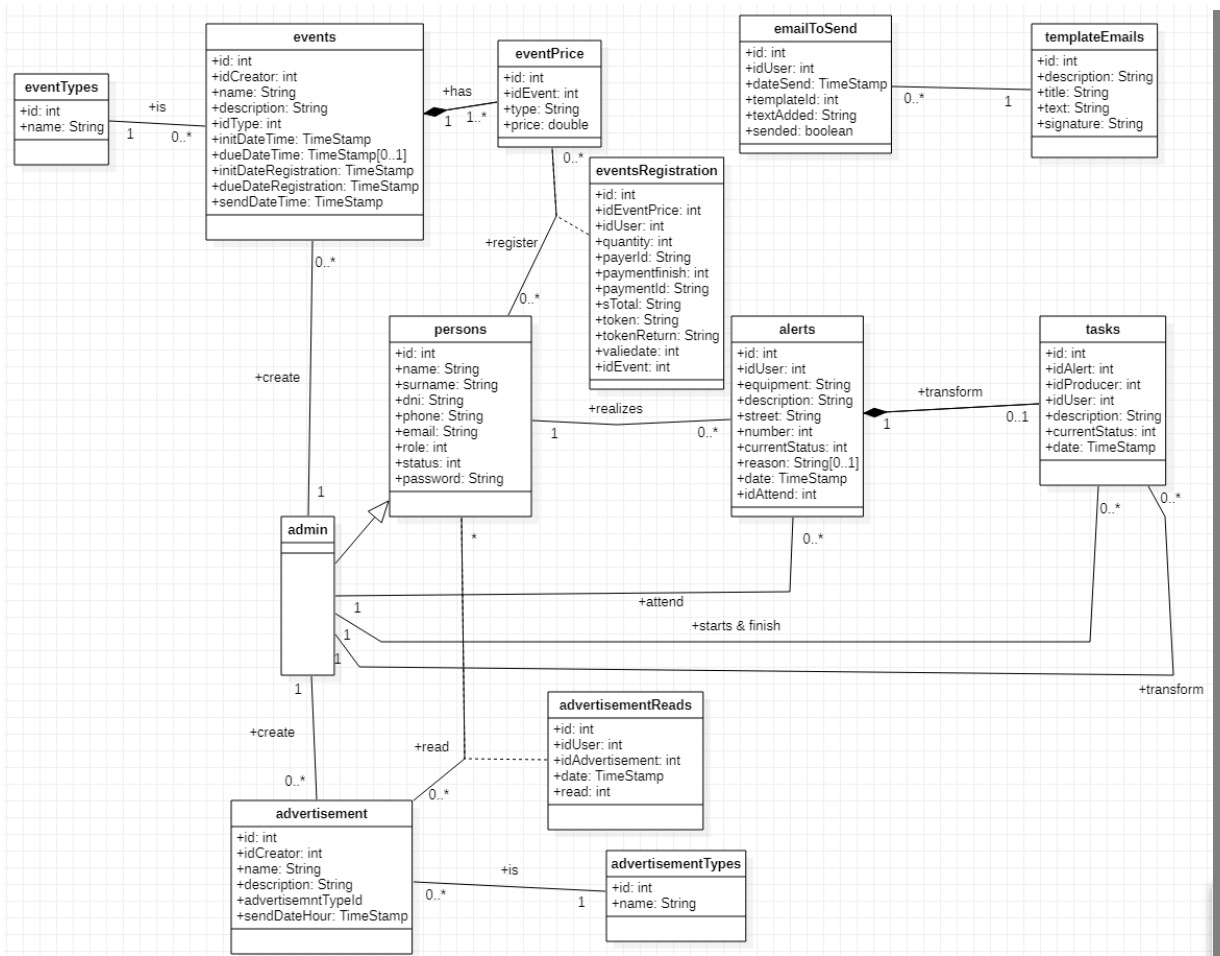 eventTypes
+id: int
+name: String
+is
1
0..*
events
+id: int
+idCreator: int
+name: String
+description: String
+idType: int
+initDateTime: TimeStamp
+dueDateTime: TimeStamp[0..1]
+initDateRegistration: TimeStamp
+dueDateRegistration: TimeStamp
+sendDateTime: TimeStamp
+has
1
1..*
eventPrice
+id: int
+idEvent: int
+type: String
+price: double
emailToSend
+id: int
+idUser: int
+dateSend: TimeStamp
+templateId: int
+textAdded: String
+sended: boolean
0..*
1
templateEmails
+id: int
+description: String
+title: String
+text: String
+signature: String
0..*
eventsRegistration
+id: int
+idEventPrice: int
+idUser: int
+quantity: int
+payerId: String
+paymentfinish: int
+paymentId: String
+sTotal: String
+token: String
+tokenReturn: String
+valiedate: int
+idEvent: int
+register
0..*
0..*
+create
1
persons
+id: int
+name: String
+surname: String
+dni: String
+phone: String
+email: String
+role: int
+status: int
+password: String
+realizes
1
0..*
alerts
+id: int
+idUser: int
+equipment: String
+description: String
+street: String
+number: int
+currentStatus: int
+reason: String[0..1]
+date: TimeStamp
+idAttend: int
+transform
1
0..1
tasks
+id: int
+idAlert: int
+idProducer: int
+idUser: int
+description: String
+currentStatus: int
+date: TimeStamp
0..*
0..*
admin
*
0..*
1
+attend
1
+starts & finish
1
+transform
1
+create
0..*
+read
0..*
advertisementReads
+id: int
+idUser: int
+idAdvertisement: int
+date: TimeStamp
+read: int
advertisement
+id: int
+idCreator: int
+name: String
+description: String
+advertisemntTypeId
+sendDateHour: TimeStamp
+is
0..*
1
advertisementTypes
+id: int
+name: String